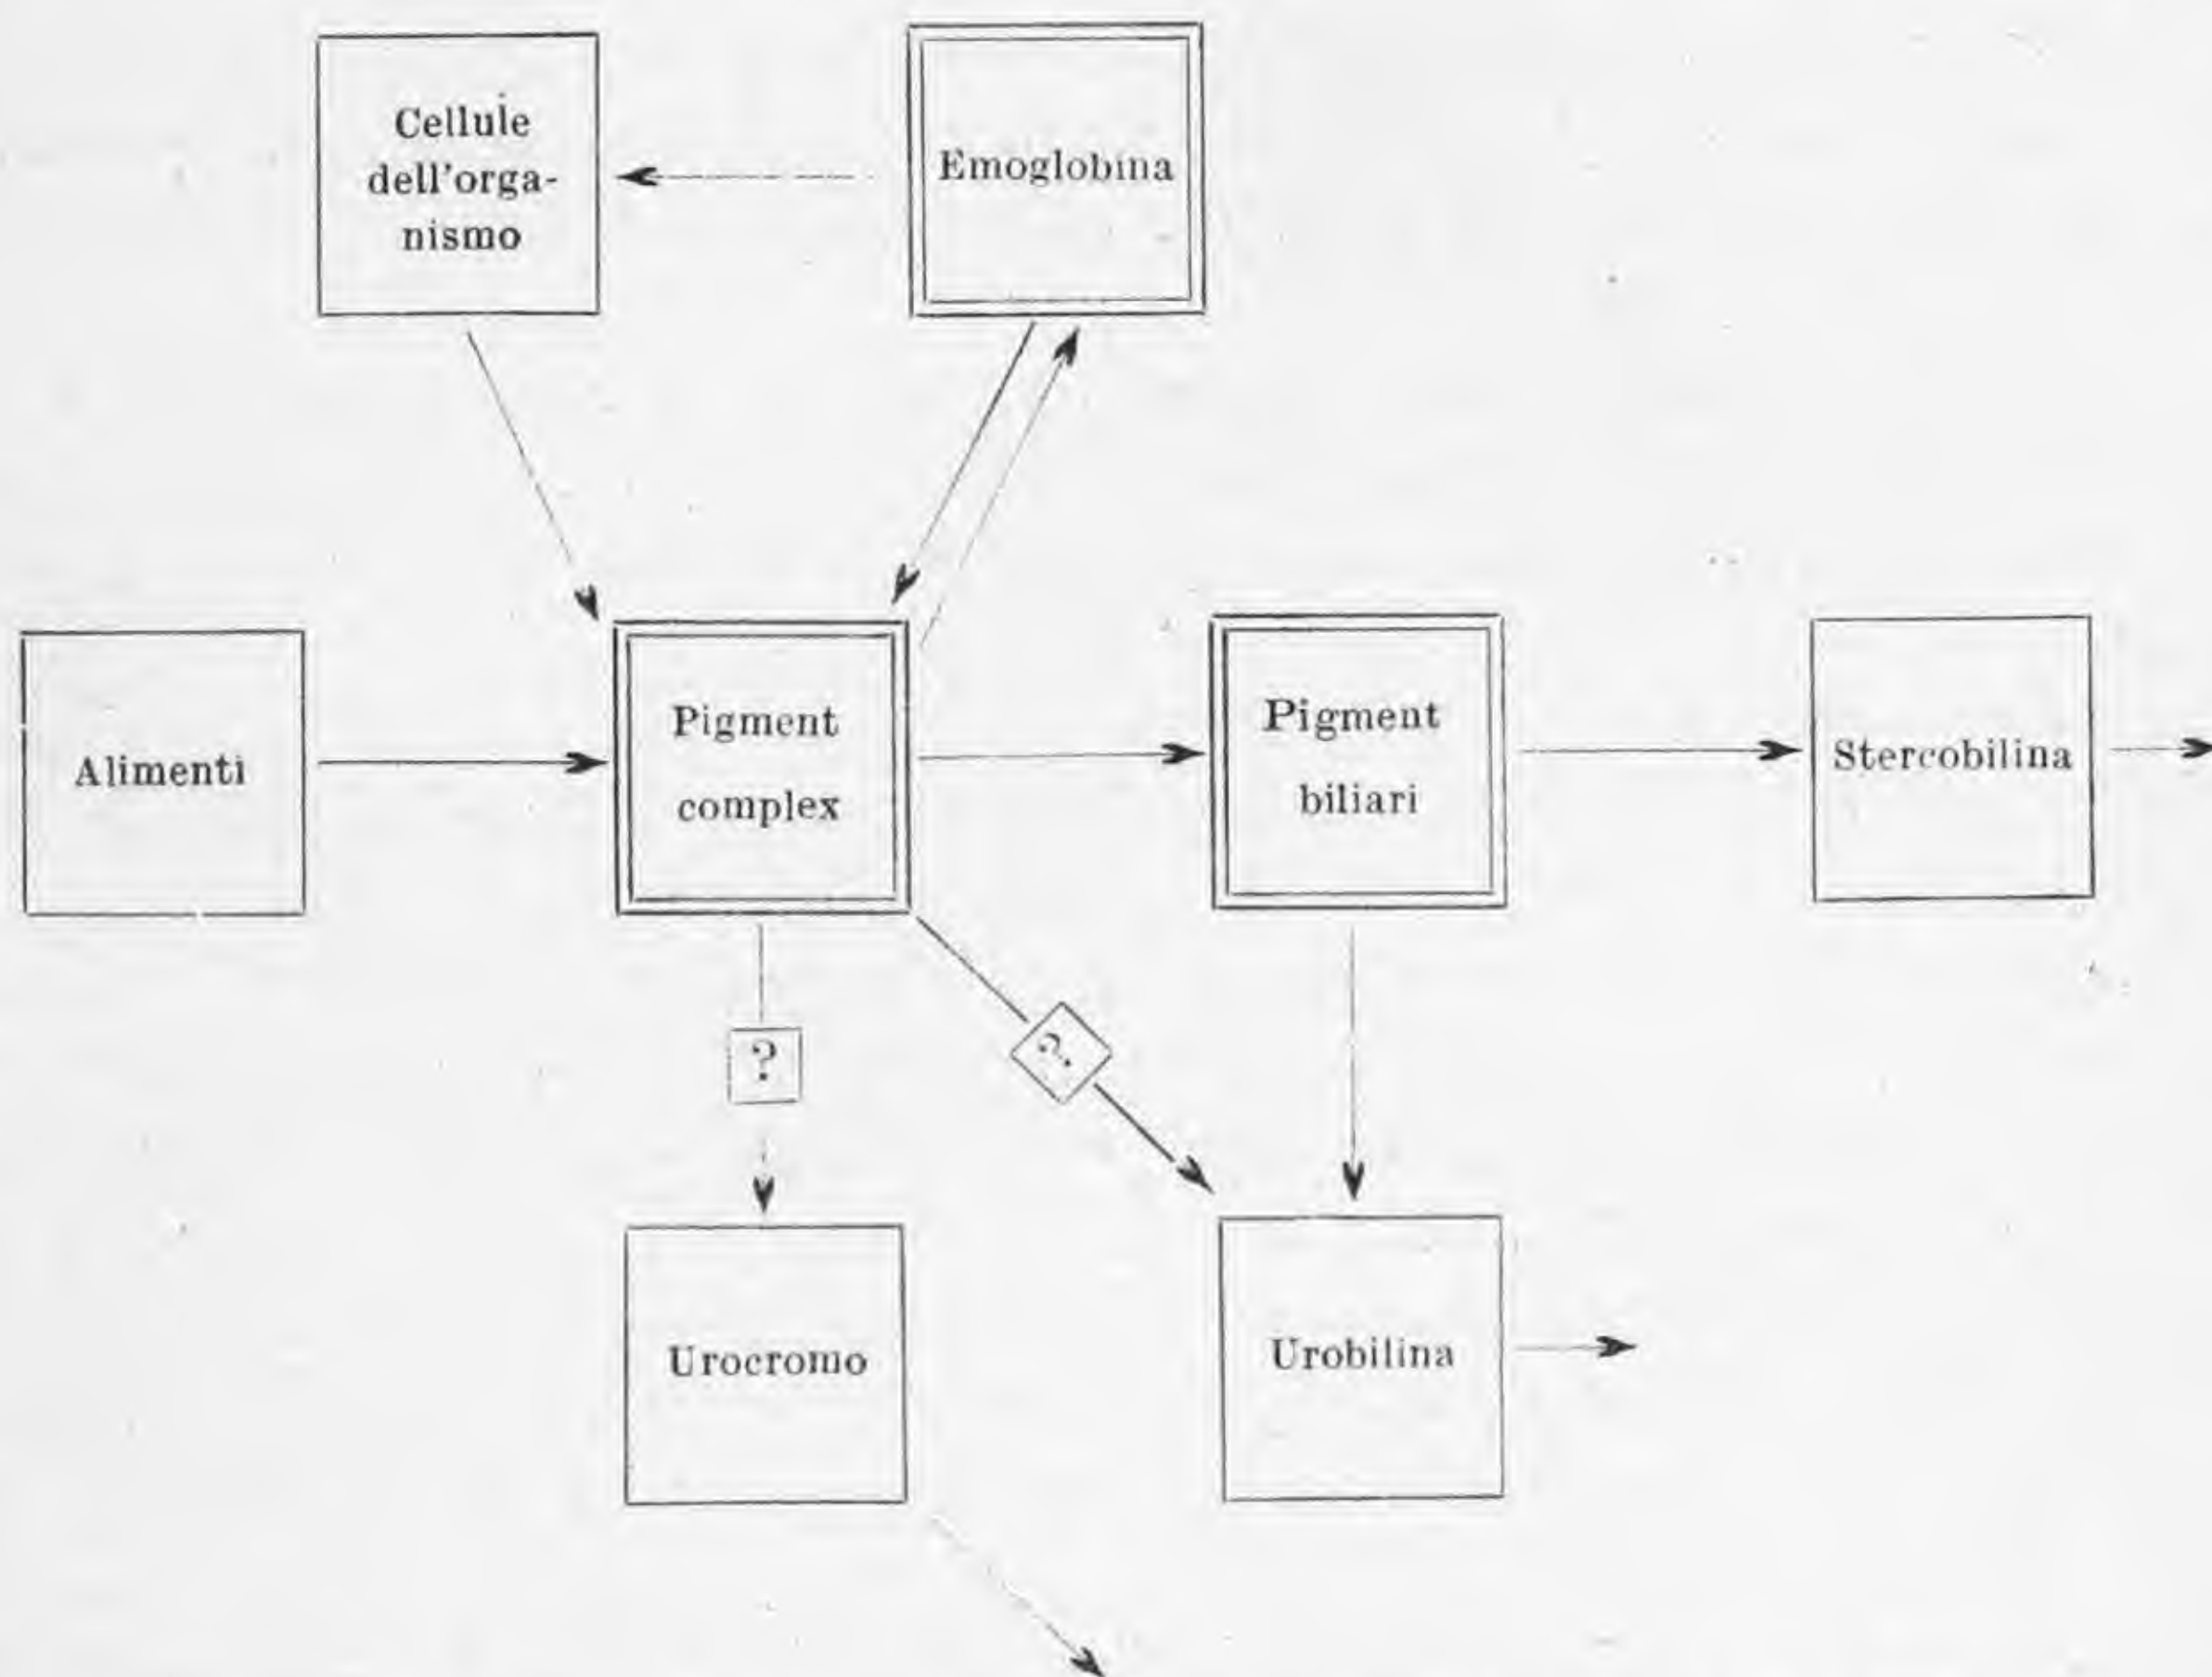 Cellule
dell'orga-
nismo
Emoglobina
Alimenti
Pigment
complex
Pigment
biliari
Stercobilina
?
?
Urocromo
Urobilina